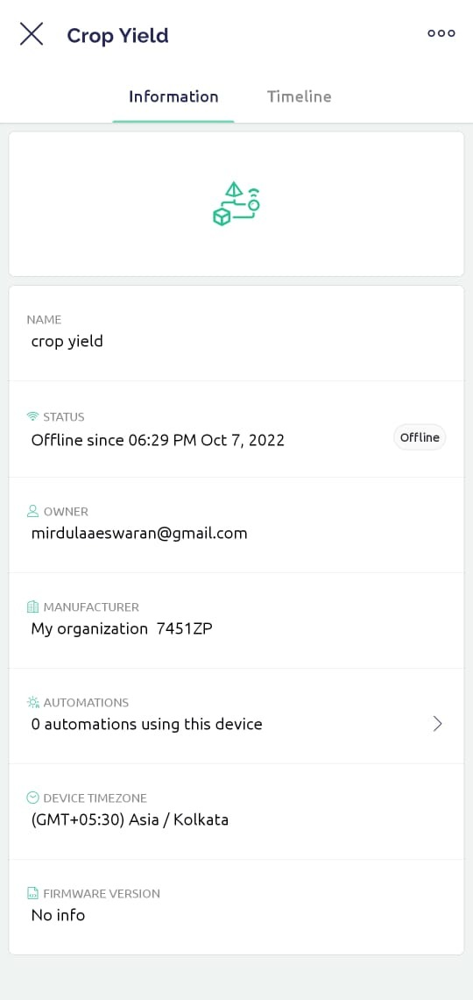 Crop Yield
Information Timeline
NAME
crop yield
STATUS
Offline since 06:29 PM Oct 7, 2022 Offline
OWNER
mirdulaaeswaran@gmail.com
MANUFACTURER
My organization  7451ZP
AUTOMATIONS
0 automations using this device
DEVICE TIMEZONE
(GMT+05:30) Asia / Kolkata
FIRMWARE VERSION
No info